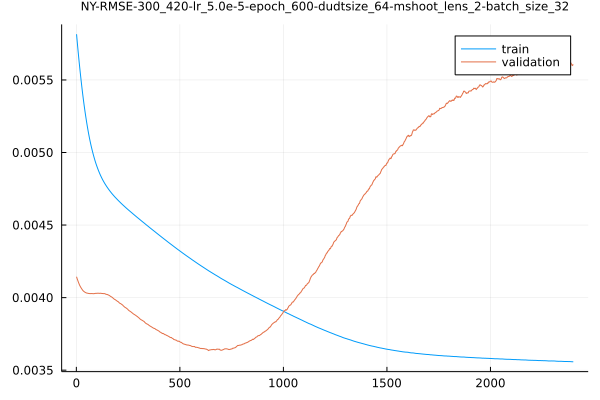 NY-RMSE-300_420-lr_5.0e-5-epoch_600-dudtsize_64-mshoot_lens_2-batch_size_32
train
validation
0.0055
0.0050
0.0045
0.0040
0.0035
0 500 1000 1500 2000